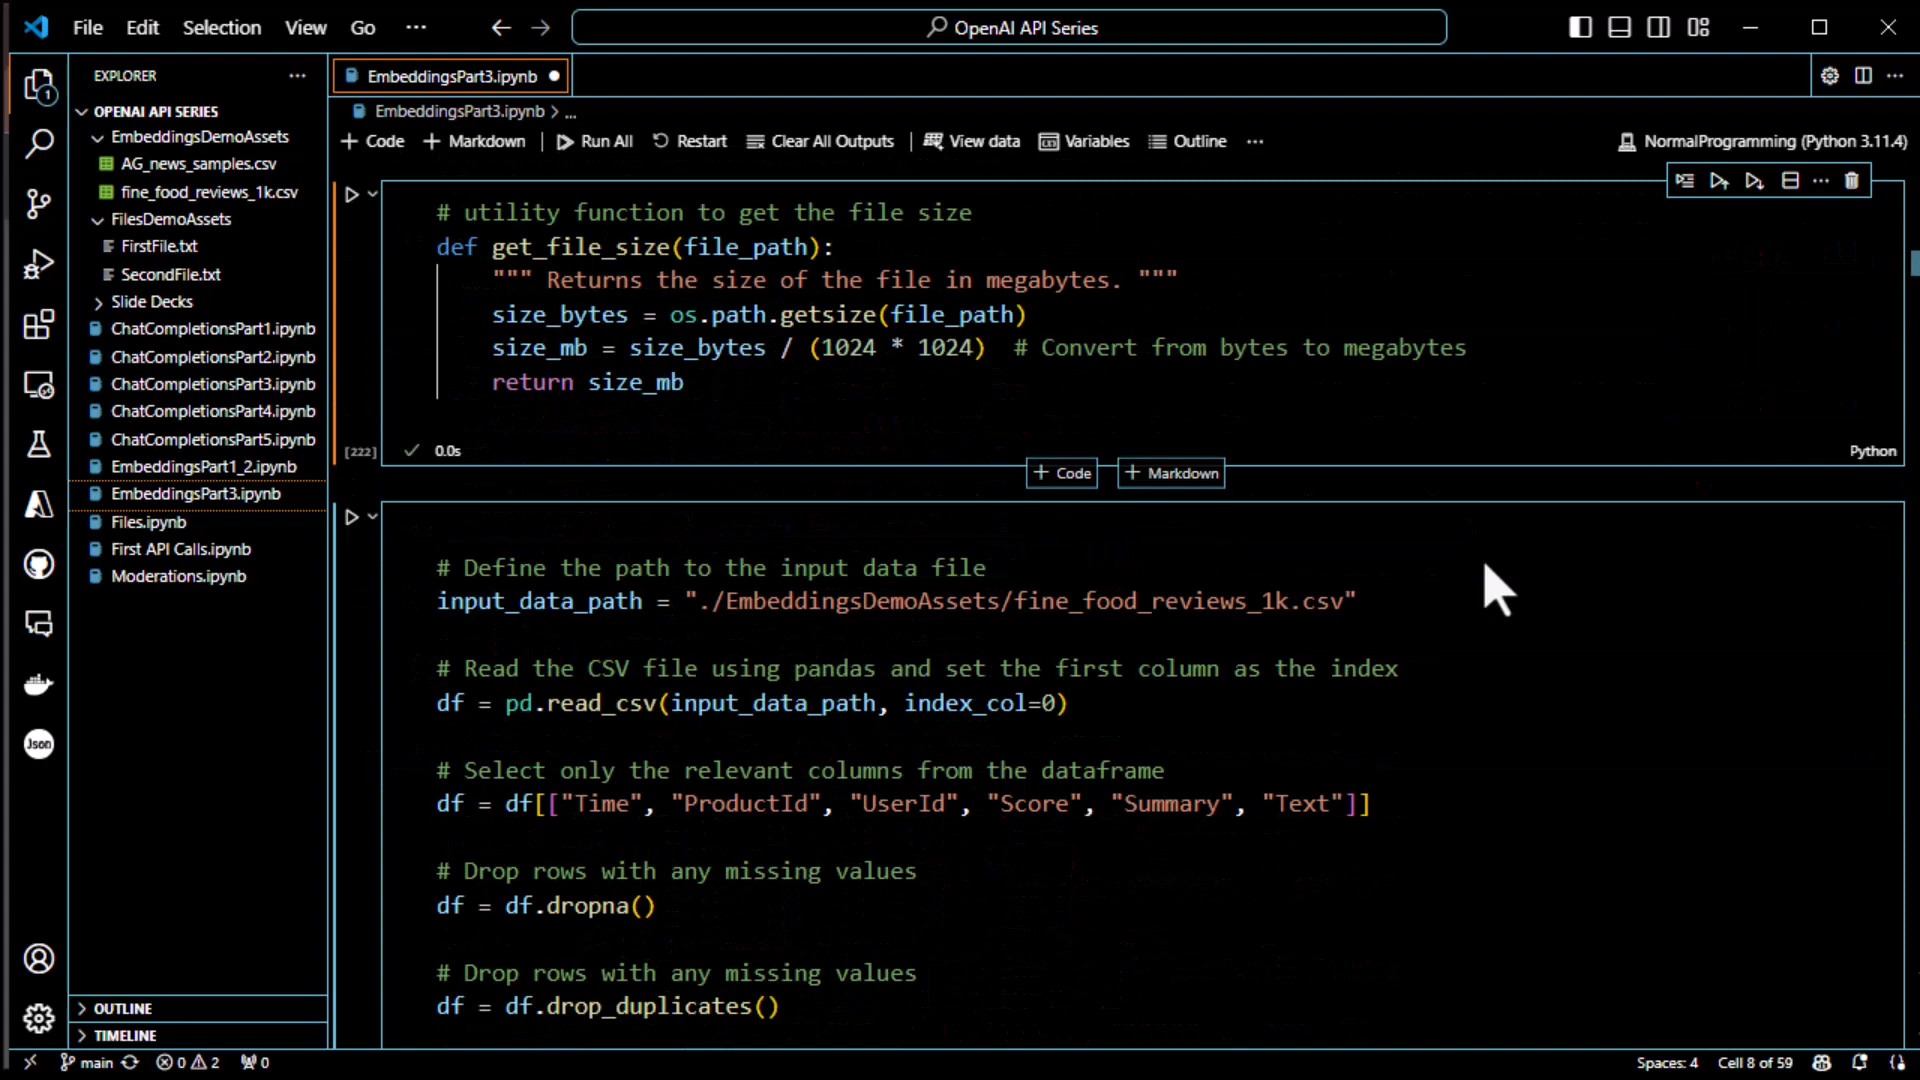 File Edit Selection View Go ··· OpenAI API Series
EXPLORER ···
OPENAI API SERIES
EmbeddingsDemoAssets
AG_news_samples.csv
fine_food_reviews_1k.csv
FilesDemoAssets
FirstFile.txt
SecondFile.txt
Slide Decks
ChatCompletionsPart1.ipynb
ChatCompletionsPart2.ipynb
ChatCompletionsPart3.ipynb
ChatCompletionsPart4.ipynb
ChatCompletionsPart5.ipynb
EmbeddingsPart1_2.ipynb
EmbeddingsPart3.ipynb
Files.ipynb
First API Calls.ipynb
Moderations.ipynb
OUTLINE
TIMELINE
1
Json
EmbeddingsPart3.ipynb
EmbeddingsPart3.ipynb > ...
+ Code + Markdown Run All Restart Clear All Outputs View data Variables Outline ··· NormalProgramming (Python 3.11.4)
# utility function to get the file size
def get_file_size(file_path):
""" Returns the size of the file in megabytes. """
size_bytes = os.path.getsize(file_path)
size_mb = size_bytes / (1024 * 1024)  # Convert from bytes to megabytes
return size_mb
[222] 0.0s Python
+ Code + Markdown
# Define the path to the input data file
input_data_path = "./EmbeddingsDemoAssets/fine_food_reviews_1k.csv"
# Read the CSV file using pandas and set the first column as the index
df = pd.read_csv(input_data_path, index_col=0)
# Select only the relevant columns from the dataframe
df = df[["Time", "ProductId", "UserId", "Score", "Summary", "Text"]]
# Drop rows with any missing values
df = df.dropna()
# Drop rows with any missing values
df = df.drop_duplicates()
main 0 2 0 Spaces: 4 Cell 8 of 59